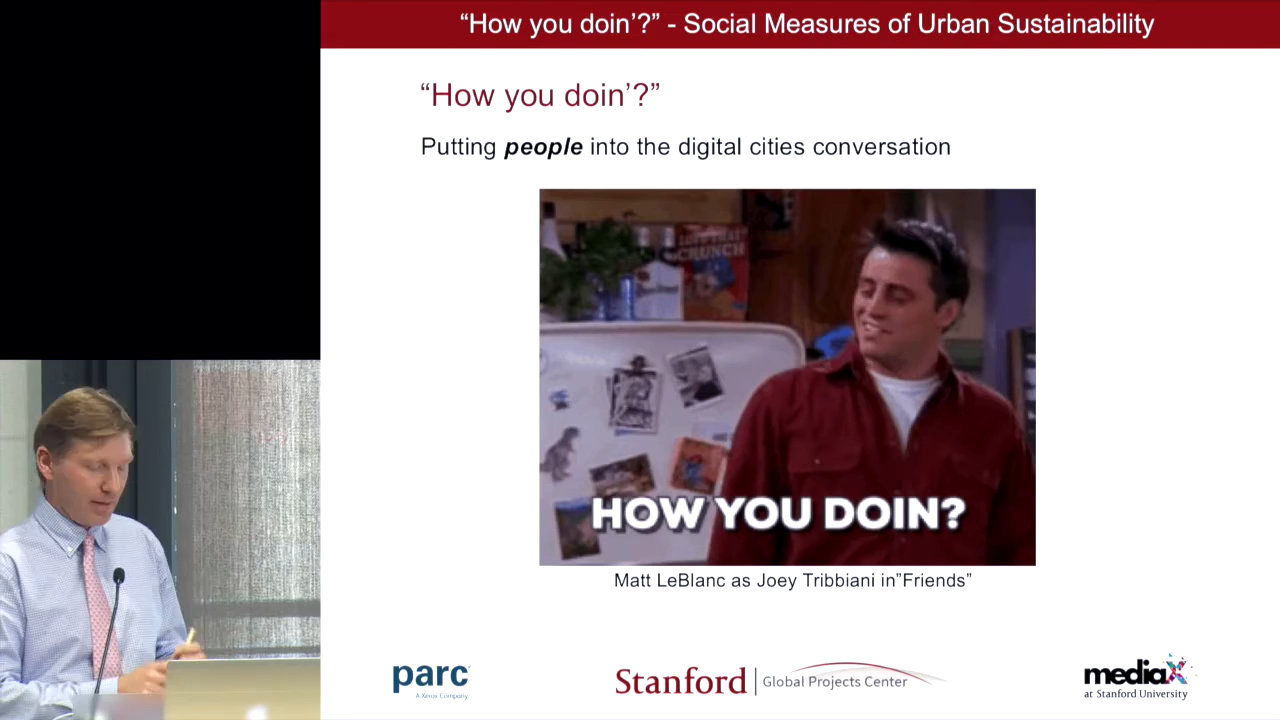 “How you doin’?” - Social Measures of Urban Sustainability
“How you doin’?”
Putting people into the digital cities conversation
CRUNCH
HOW YOU DOIN?
Matt LeBlanc as Joey Tribbiani in”Friends”
parc
A Xerox Company
Stanford Global Projects Center
mediaX
at Stanford University